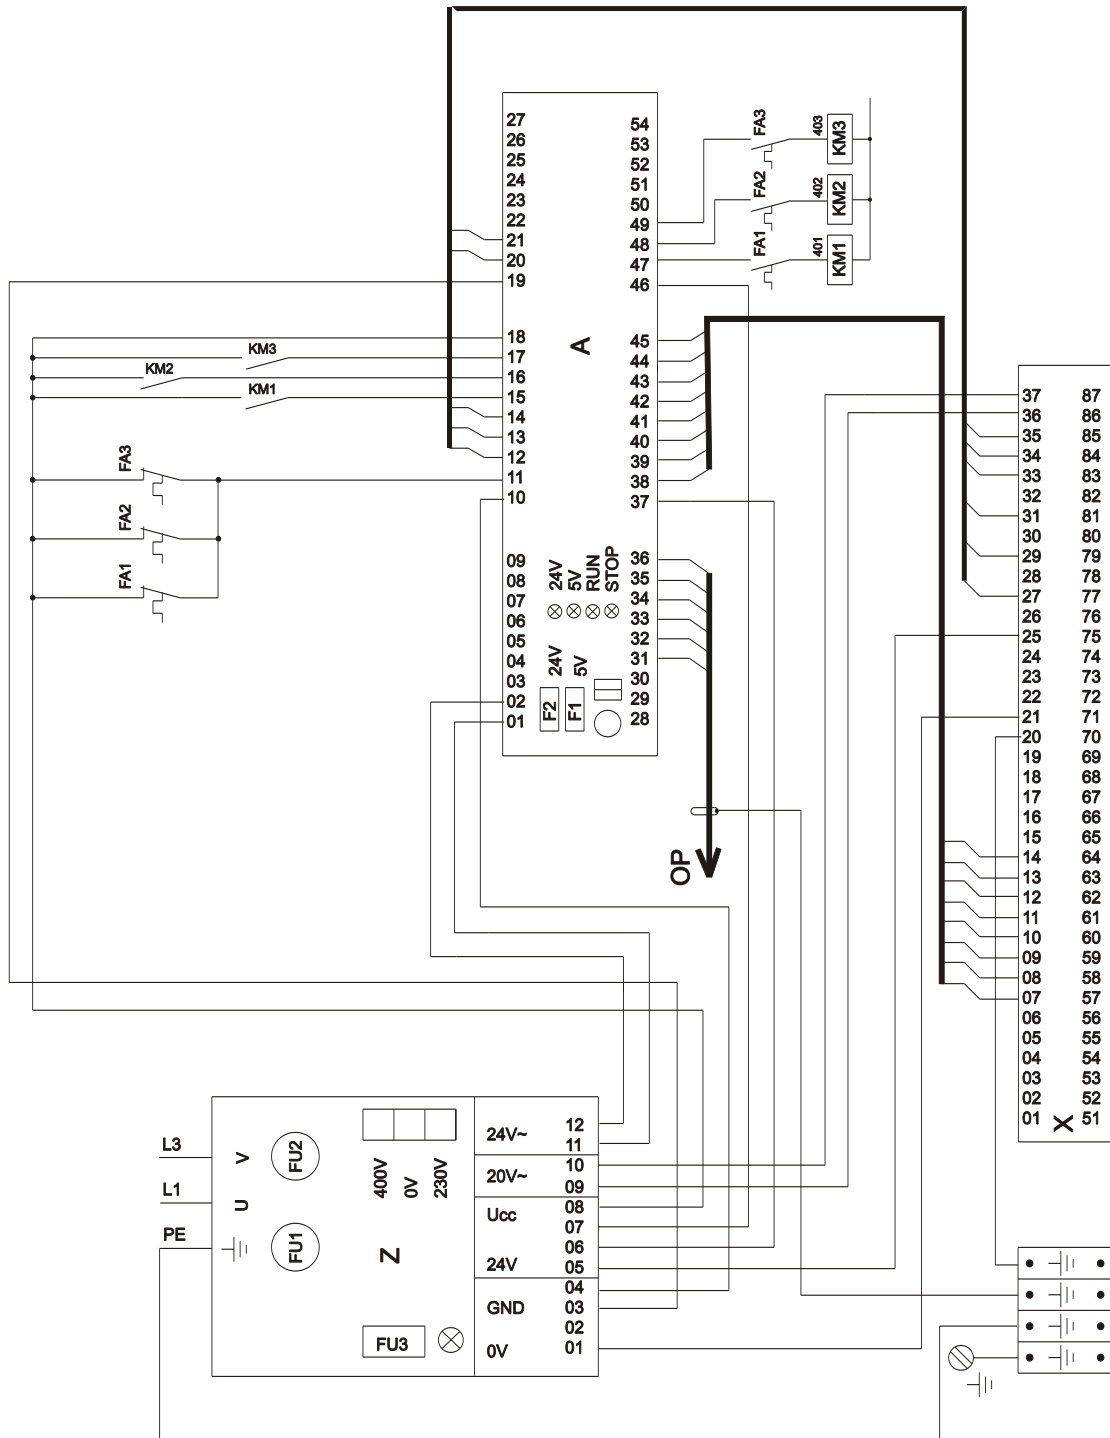 27
26
25
24
23
22
21
20
19
18
17
16
15
14
13
12
11
10
09
08
07
06
05
04
03
02
01
54
53
52
51
50
49
48
47
46
45
44
43
42
41
40
39
38
37
36
35
34
33
32
31
30
29
28
A
24V
5V
RUN
STOP
24V
5V
F2
F1
FA3
FA2
FA1
403
402
401
KM3
KM2
KM1
KM3
KM2
KM1
FA3
FA2
FA1
OP
37 87
36 86
35 85
34 84
33 83
32 82
31 81
30 80
29 79
28 78
27 77
26 76
25 75
24 74
23 73
22 72
21 71
20 70
19 69
18 68
17 67
16 66
15 65
14 64
13 63
12 62
11 61
10 60
09 59
08 58
07 57
06 56
05 55
04 54
03 53
02 52
01 X 51
L3
L1
PE
V
U
FU2
FU1
400V
0V
230V
Z
FU3
24V~
20V~
Ucc
24V
GND
0V
12
11
10
09
08
07
06
05
04
03
02
01